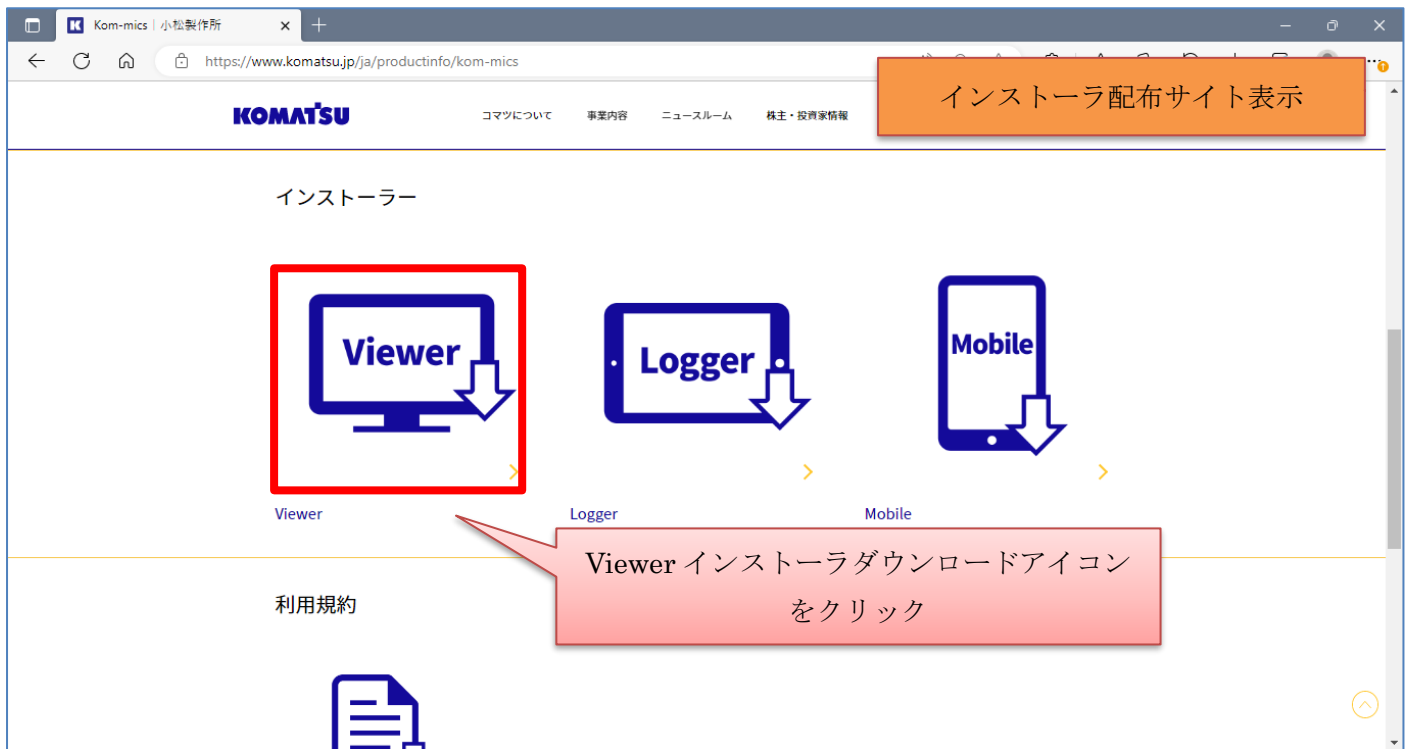 Kom-mics | 小松製作所
https://www.komatsu.jp/ja/productinfo/kom-mics
インストーラ配布サイト表示
KOMATSU
コマツについて 事業内容 ニュースルーム 株主・投資家情報
インストーラー
Viewer
Logger
Mobile
Viewer
Logger
Mobile
Viewer インストーラダウンロードアイコン
をクリック
利用規約